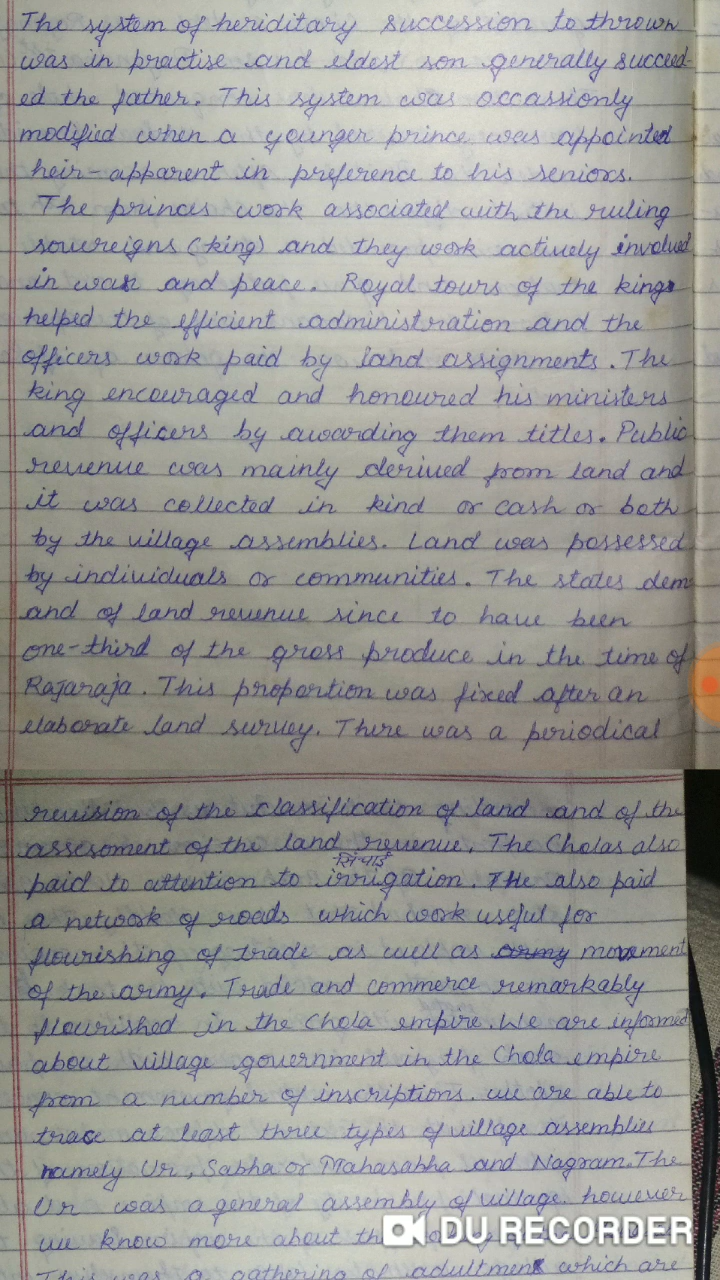 The system of heriditary succession to thrown
was in practise and eldest son generally succeed-
ed the father. This system was occassionly
modified when a younger prince was appointed
heir-apparent in preference to his seniors.
The princes work associated with the ruling
sovereigns (king) and they work actively involved
in war and peace. Royal tours of the king
helped the efficient administration and the
officers work paid by land assignments. The
king encouraged and honoured his ministers
and officers by awarding them titles. Public
revenue was mainly derived from land and
it was collected in kind or cash or both
by the village assemblies. Land was possessed
by individuals or communities. The states dem
and of land revenue since to have been
one-third of the gross produce in the time of
Rajaraja. This proportion was fixed after an
elaborate land survey. There was a periodical
revision of the classification of land and of the
assesoment of the land revenue. The Cholas also
सिंचाई
paid to attention to irrigation. THe also paid
a network of roads which work useful for
flourishing of trade as well as army movement
of the army. Trade and commerce remarkably
flourished in the Chola empire. We are informed
about village government in the Chola empire
from a number of inscriptions. we are able to
trace at least three types of village assemblies
namely Ur, Sabha or Mahasabha and Nagram. The
Ur was a general assembly of village. however
we know more about the
DU RECORDER
This was a gathering of adultmen which are